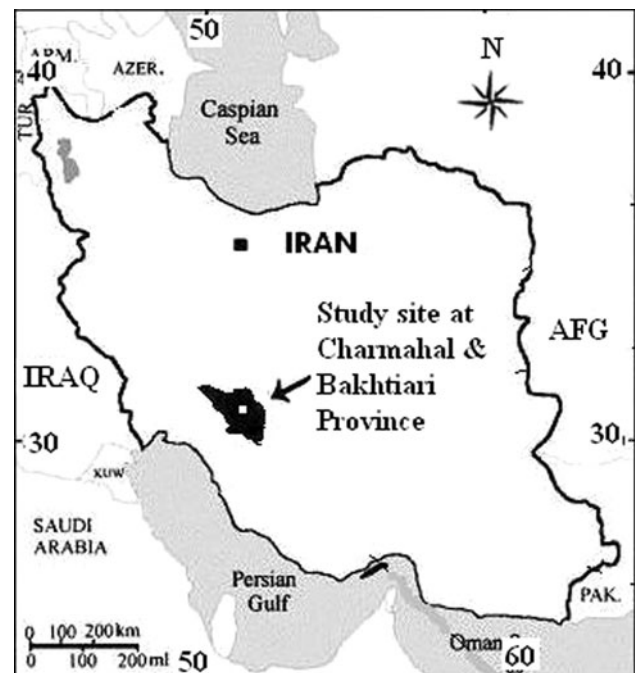 50
ARM.
40
AZER.
N
40
TUR
Caspian
Sea
IRAN
Study site at
Charmahal &
Bakhtiari
Province
AFG
IRAQ
30
30
KUW
SAUDI
ARABIA
Persian
Gulf
PAK.
0 100 200km
0 100 200ml
50
Oman
60